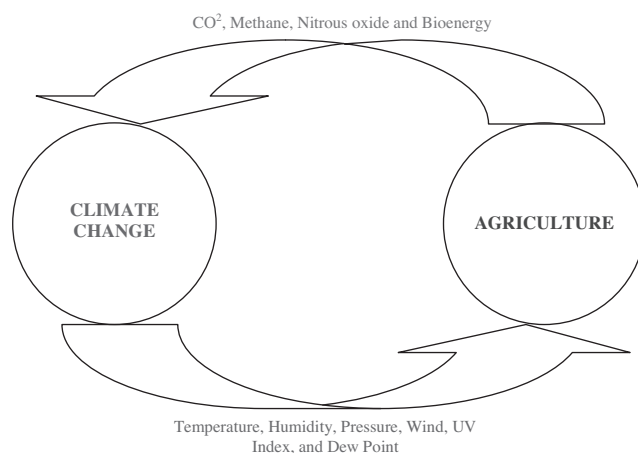 CO², Methane, Nitrous oxide and Bioenergy
CLIMATE
CHANGE
AGRICULTURE
Temperature, Humidity, Pressure, Wind, UV
Index, and Dew Point